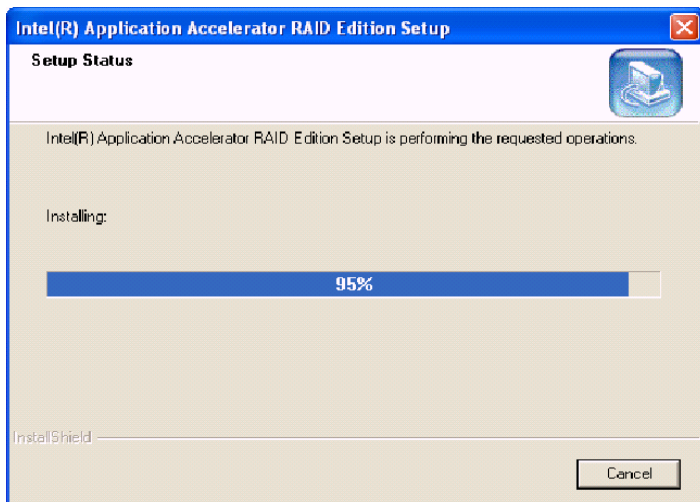 Intel(R) Application Accelerator RAID Edition Setup
Setup Status
Intel(R) Application Accelerator RAID Edition Setup is performing the requested operations.
Installing:
95%
InstallShield
Cancel